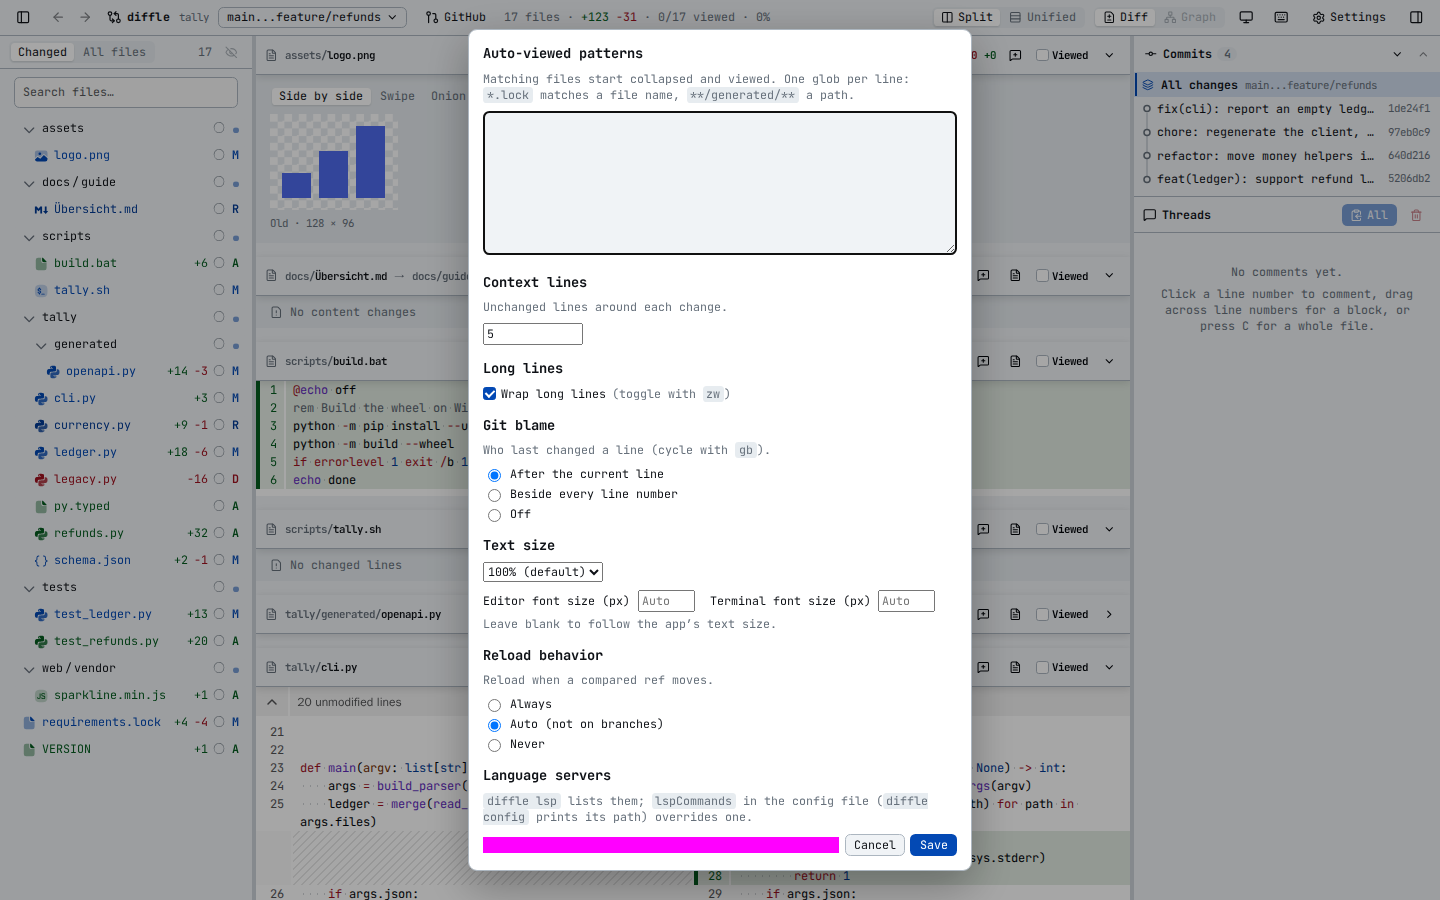 diffle tally main...feature/refunds GitHub 17 files · +123 -31 · 0/17 viewed · 0% Split Unified Diff Graph Settings
Changed All files 17
Search files…
assets
logo.png M
docs/guide
Übersicht.md R
scripts
build.bat +6 A
tally.sh M
tally
generated
openapi.py +14 -3 M
cli.py +3 M
currency.py +9 -1 R
ledger.py +18 -6 M
legacy.py -16 D
py.typed A
refunds.py +32 A
schema.json +2 -1 M
tests
test_ledger.py +13 M
test_refunds.py +20 A
web/vendor
sparkline.min.js +1 A
requirements.lock +4 -4 M
VERSION +1 A
assets/logo.png
0 +0 Viewed
Side by side Swipe Onion
Old · 128 × 96
docs/Übersicht.md → docs/guid
Viewed
No content changes
scripts/build.bat
Viewed
1 @echo off
2 rem Build the wheel on Wi
3 python -m pip install --u
4 python -m build --wheel
5 if errorlevel 1 exit /b 1
6 echo done
scripts/tally.sh
Viewed
No changed lines
tally/generated/openapi.py
Viewed
tally/cli.py
Viewed
20 unmodified lines
21
22
23 def main(argv: list[str]
None) -> int:
24 args = build_parser(
rgs(argv)
25 ledger = merge(read_
th) for path in
args.files)
sys.stderr)
28 return 1
26 if args.json:
29 if args.json:
Auto-viewed patterns
Matching files start collapsed and viewed. One glob per line:
*.lock matches a file name, **/generated/** a path.
Context lines
Unchanged lines around each change.
5
Long lines
Wrap long lines (toggle with zw)
Git blame
Who last changed a line (cycle with gb).
After the current line
Beside every line number
Off
Text size
100% (default)
Editor font size (px) Auto Terminal font size (px) Auto
Leave blank to follow the app’s text size.
Reload behavior
Reload when a compared ref moves.
Always
Auto (not on branches)
Never
Language servers
diffle lsp lists them; lspCommands in the config file (diffle
config prints its path) overrides one.
Cancel Save
Commits 4
All changes main...feature/refunds
fix(cli): report an empty ledg… 1de24f1
chore: regenerate the client, … 97eb0c9
refactor: move money helpers i… 640d216
feat(ledger): support refund l… 5206db2
Threads All
No comments yet.
Click a line number to comment, drag
across line numbers for a block, or
press C for a whole file.